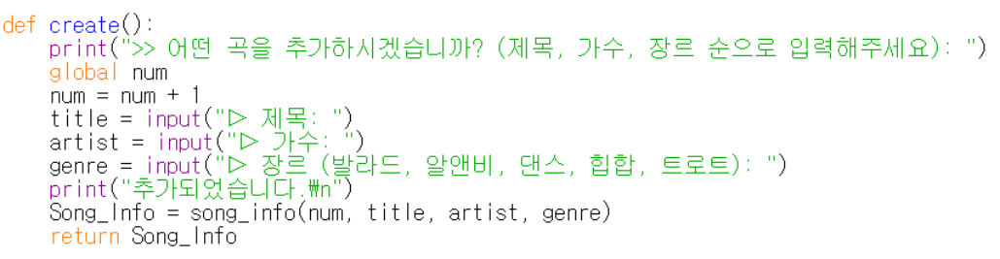 def create():
    print(">> 어떤 곡을 추가하시겠습니까? (제목, 가수, 장르 순으로 입력해주세요): ")
    global num
    num = num + 1
    title = input("▷ 제목: ")
    artist = input("▷ 가수: ")
    genre = input("▷ 장르 (발라드, 알앤비, 댄스, 힙합, 트로트): ")
    print("추가되었습니다.₩n")
    Song_Info = song_info(num, title, artist, genre)
    return Song_Info